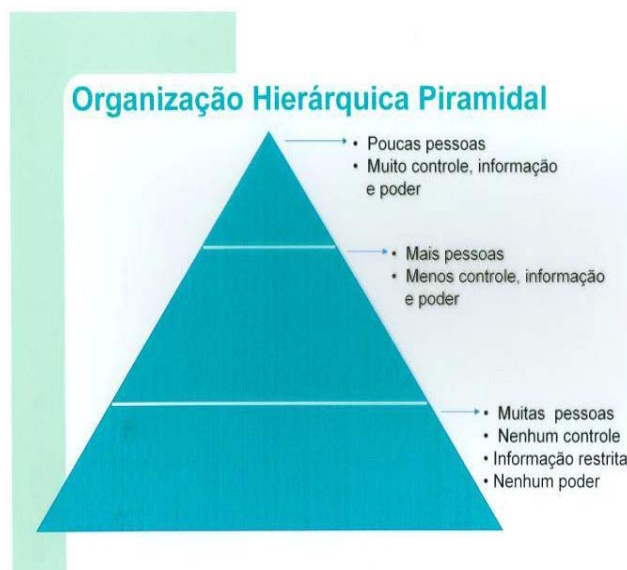 Organização Hierárquica Piramidal
• Poucas pessoas
• Muito controle, informação
e poder
• Mais pessoas
• Menos controle, informação
e poder
• Muitas pessoas
• Nenhum controle
• Informação restrita
• Nenhum poder